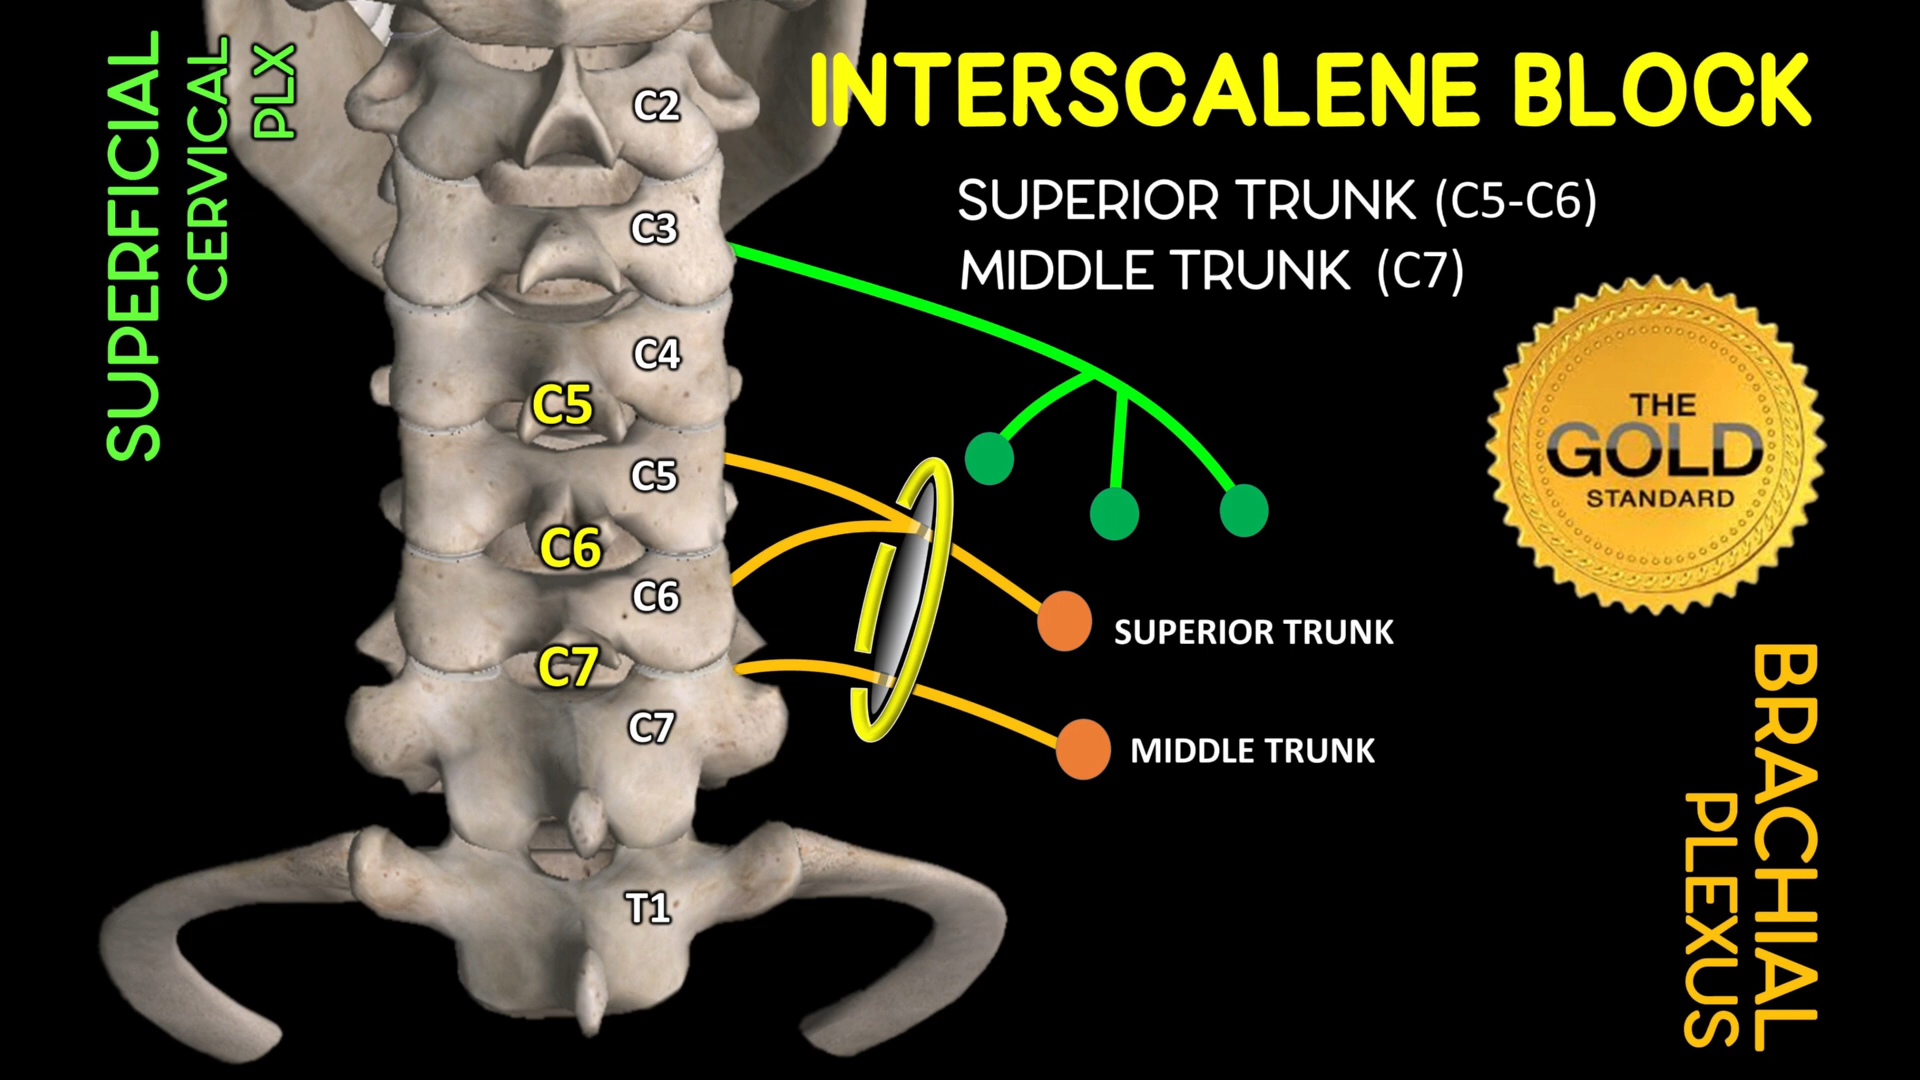 SUPERFICIAL
CERVICAL
PLX
INTERSCALENE BLOCK
SUPERIOR TRUNK (C5-C6)
MIDDLE TRUNK (C7)
C2
C3
C4
C5
C5
C6
C6
C7
C7
T1
THE
GOLD
STANDARD
SUPERIOR TRUNK
MIDDLE TRUNK
BRACHIAL
PLEXUS